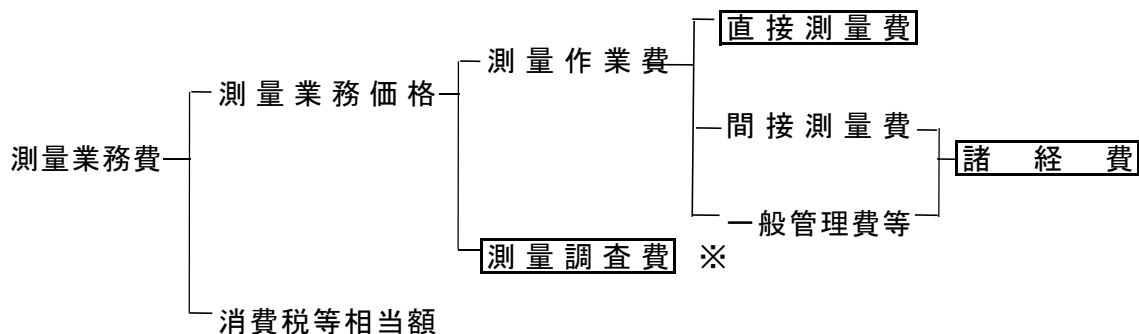 直接測量費
測量作業費
測量業務価格
間接測量費
測量業務費
諸経費
一般管理費等
測量調査費 ※
消費税等相当額